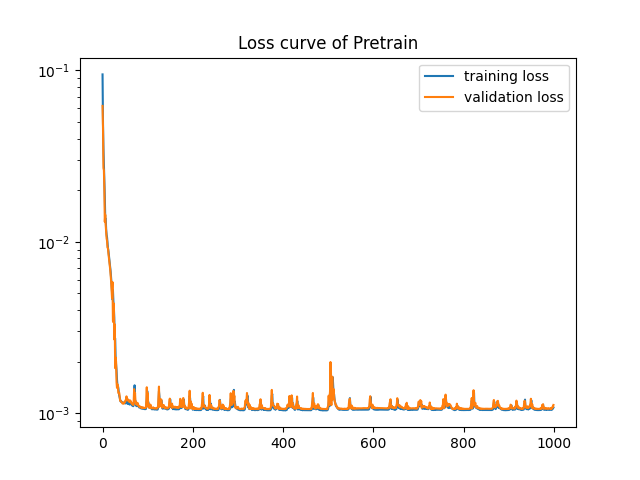 Loss curve of Pretrain
training loss
validation loss
10⁻¹
10⁻²
10⁻³
0 200 400 600 800 1000